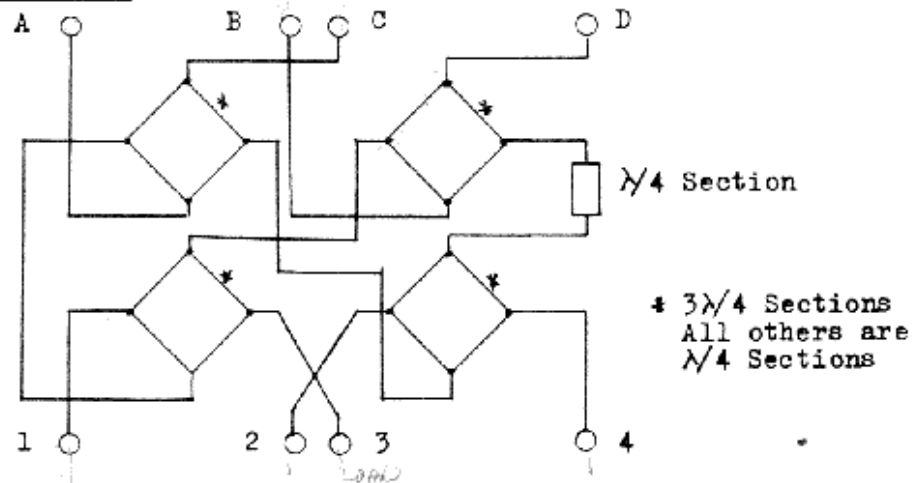 A B C D
*
*
λ/4 Section
*
*
* 3λ/4 Sections
All others are
λ/4 Sections
1 2 3 4